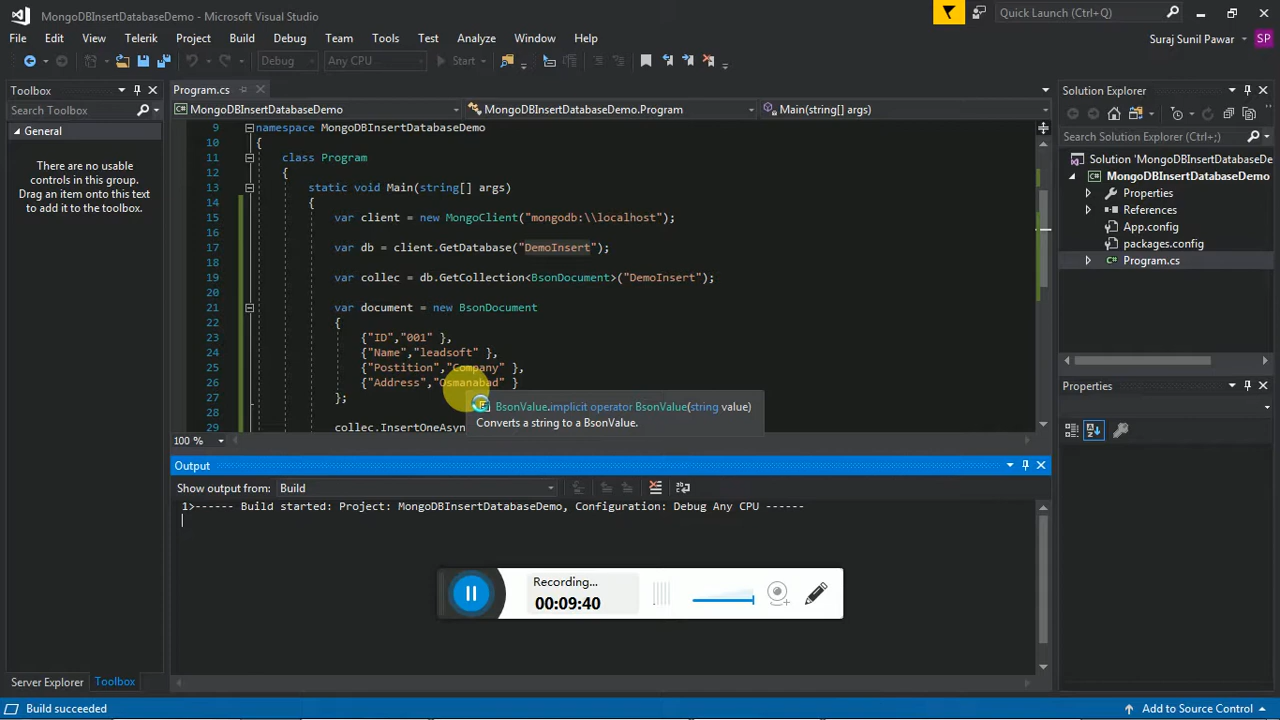 MongoDBInsertDatabaseDemo - Microsoft Visual Studio
Quick Launch (Ctrl+Q)
File Edit View Telerik Project Build Debug Team Tools Test Analyze Window Help
Suraj Sunil Pawar SP
Debug Any CPU Start
Toolbox
Program.cs
Solution Explorer
Search Toolbox
MongoDBInsertDatabaseDemo MongoDBInsertDatabaseDemo.Program Main(string[] args)
General
There are no usable
controls in this group.
Drag an item onto this text
to add it to the toolbox.
9 namespace MongoDBInsertDatabaseDemo
10 {
11 class Program
12 {
13 static void Main(string[] args)
14 {
15 var client = new MongoClient("mongodb:\\localhost");
16
17 var db = client.GetDatabase("DemoInsert");
18
19 var collec = db.GetCollection<BsonDocument>("DemoInsert");
20
21 var document = new BsonDocument
22 {
23 {"ID","001" },
24 {"Name","leadsoft" },
25 {"Postition","Company" },
26 {"Address","Osmanabad" }
27 };
28
29 collec.InsertOneAsyn
BsonValue.implicit operator BsonValue(string value)
Converts a string to a BsonValue.
100 %
Search Solution Explorer (Ctrl+;)
Solution 'MongoDBInsertDatabaseDe
MongoDBInsertDatabaseDemo
Properties
References
App.config
packages.config
Program.cs
Properties
Output
Show output from: Build
1>------ Build started: Project: MongoDBInsertDatabaseDemo, Configuration: Debug Any CPU ------
Recording...
00:09:40
Server Explorer Toolbox
Build succeeded
Add to Source Control